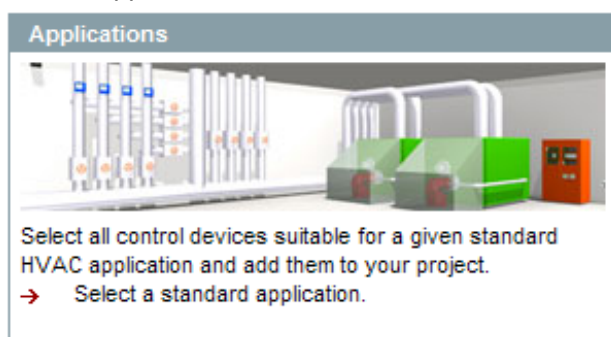 Applications
Select all control devices suitable for a given standard
HVAC application and add them to your project.
→ Select a standard application.